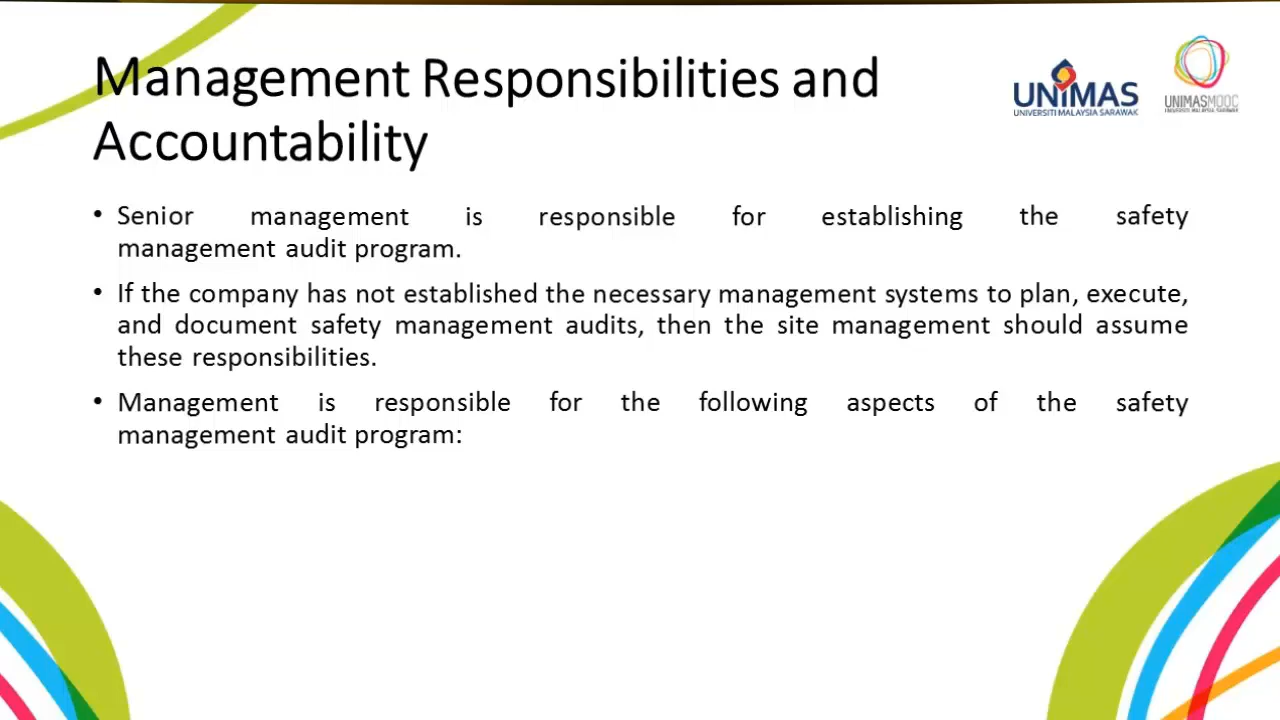 Management Responsibilities and
Accountability
UNIMAS
UNIVERSITI MALAYSIA SARAWAK
UNIMASMOOC
UNIVERSITI MALAYSIA SARAWAK
• Senior management is responsible for establishing the safety
management audit program.
• If the company has not established the necessary management systems to plan, execute,
and document safety management audits, then the site management should assume
these responsibilities.
• Management is responsible for the following aspects of the safety
management audit program: